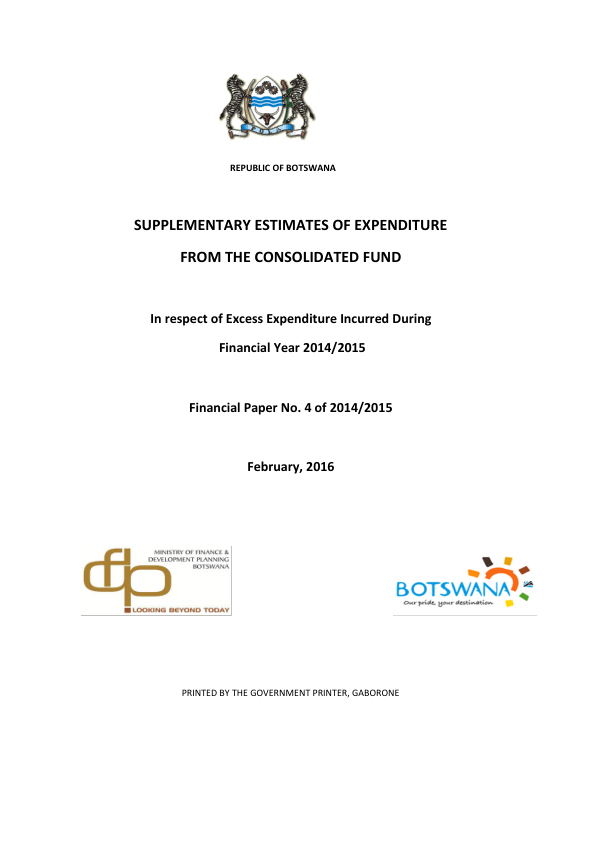 REPUBLIC OF BOTSWANA
SUPPLEMENTARY ESTIMATES OF EXPENDITURE
FROM THE CONSOLIDATED FUND
In respect of Excess Expenditure Incurred During
Financial Year 2014/2015
Financial Paper No. 4 of 2014/2015
February, 2016
MINISTRY OF FINANCE &
DEVELOPMENT PLANNING
BOTSWANA
dfdp
LOOKING BEYOND TODAY
BOTSWANA
Our pride, your destination
PRINTED BY THE GOVERNMENT PRINTER, GABORONE